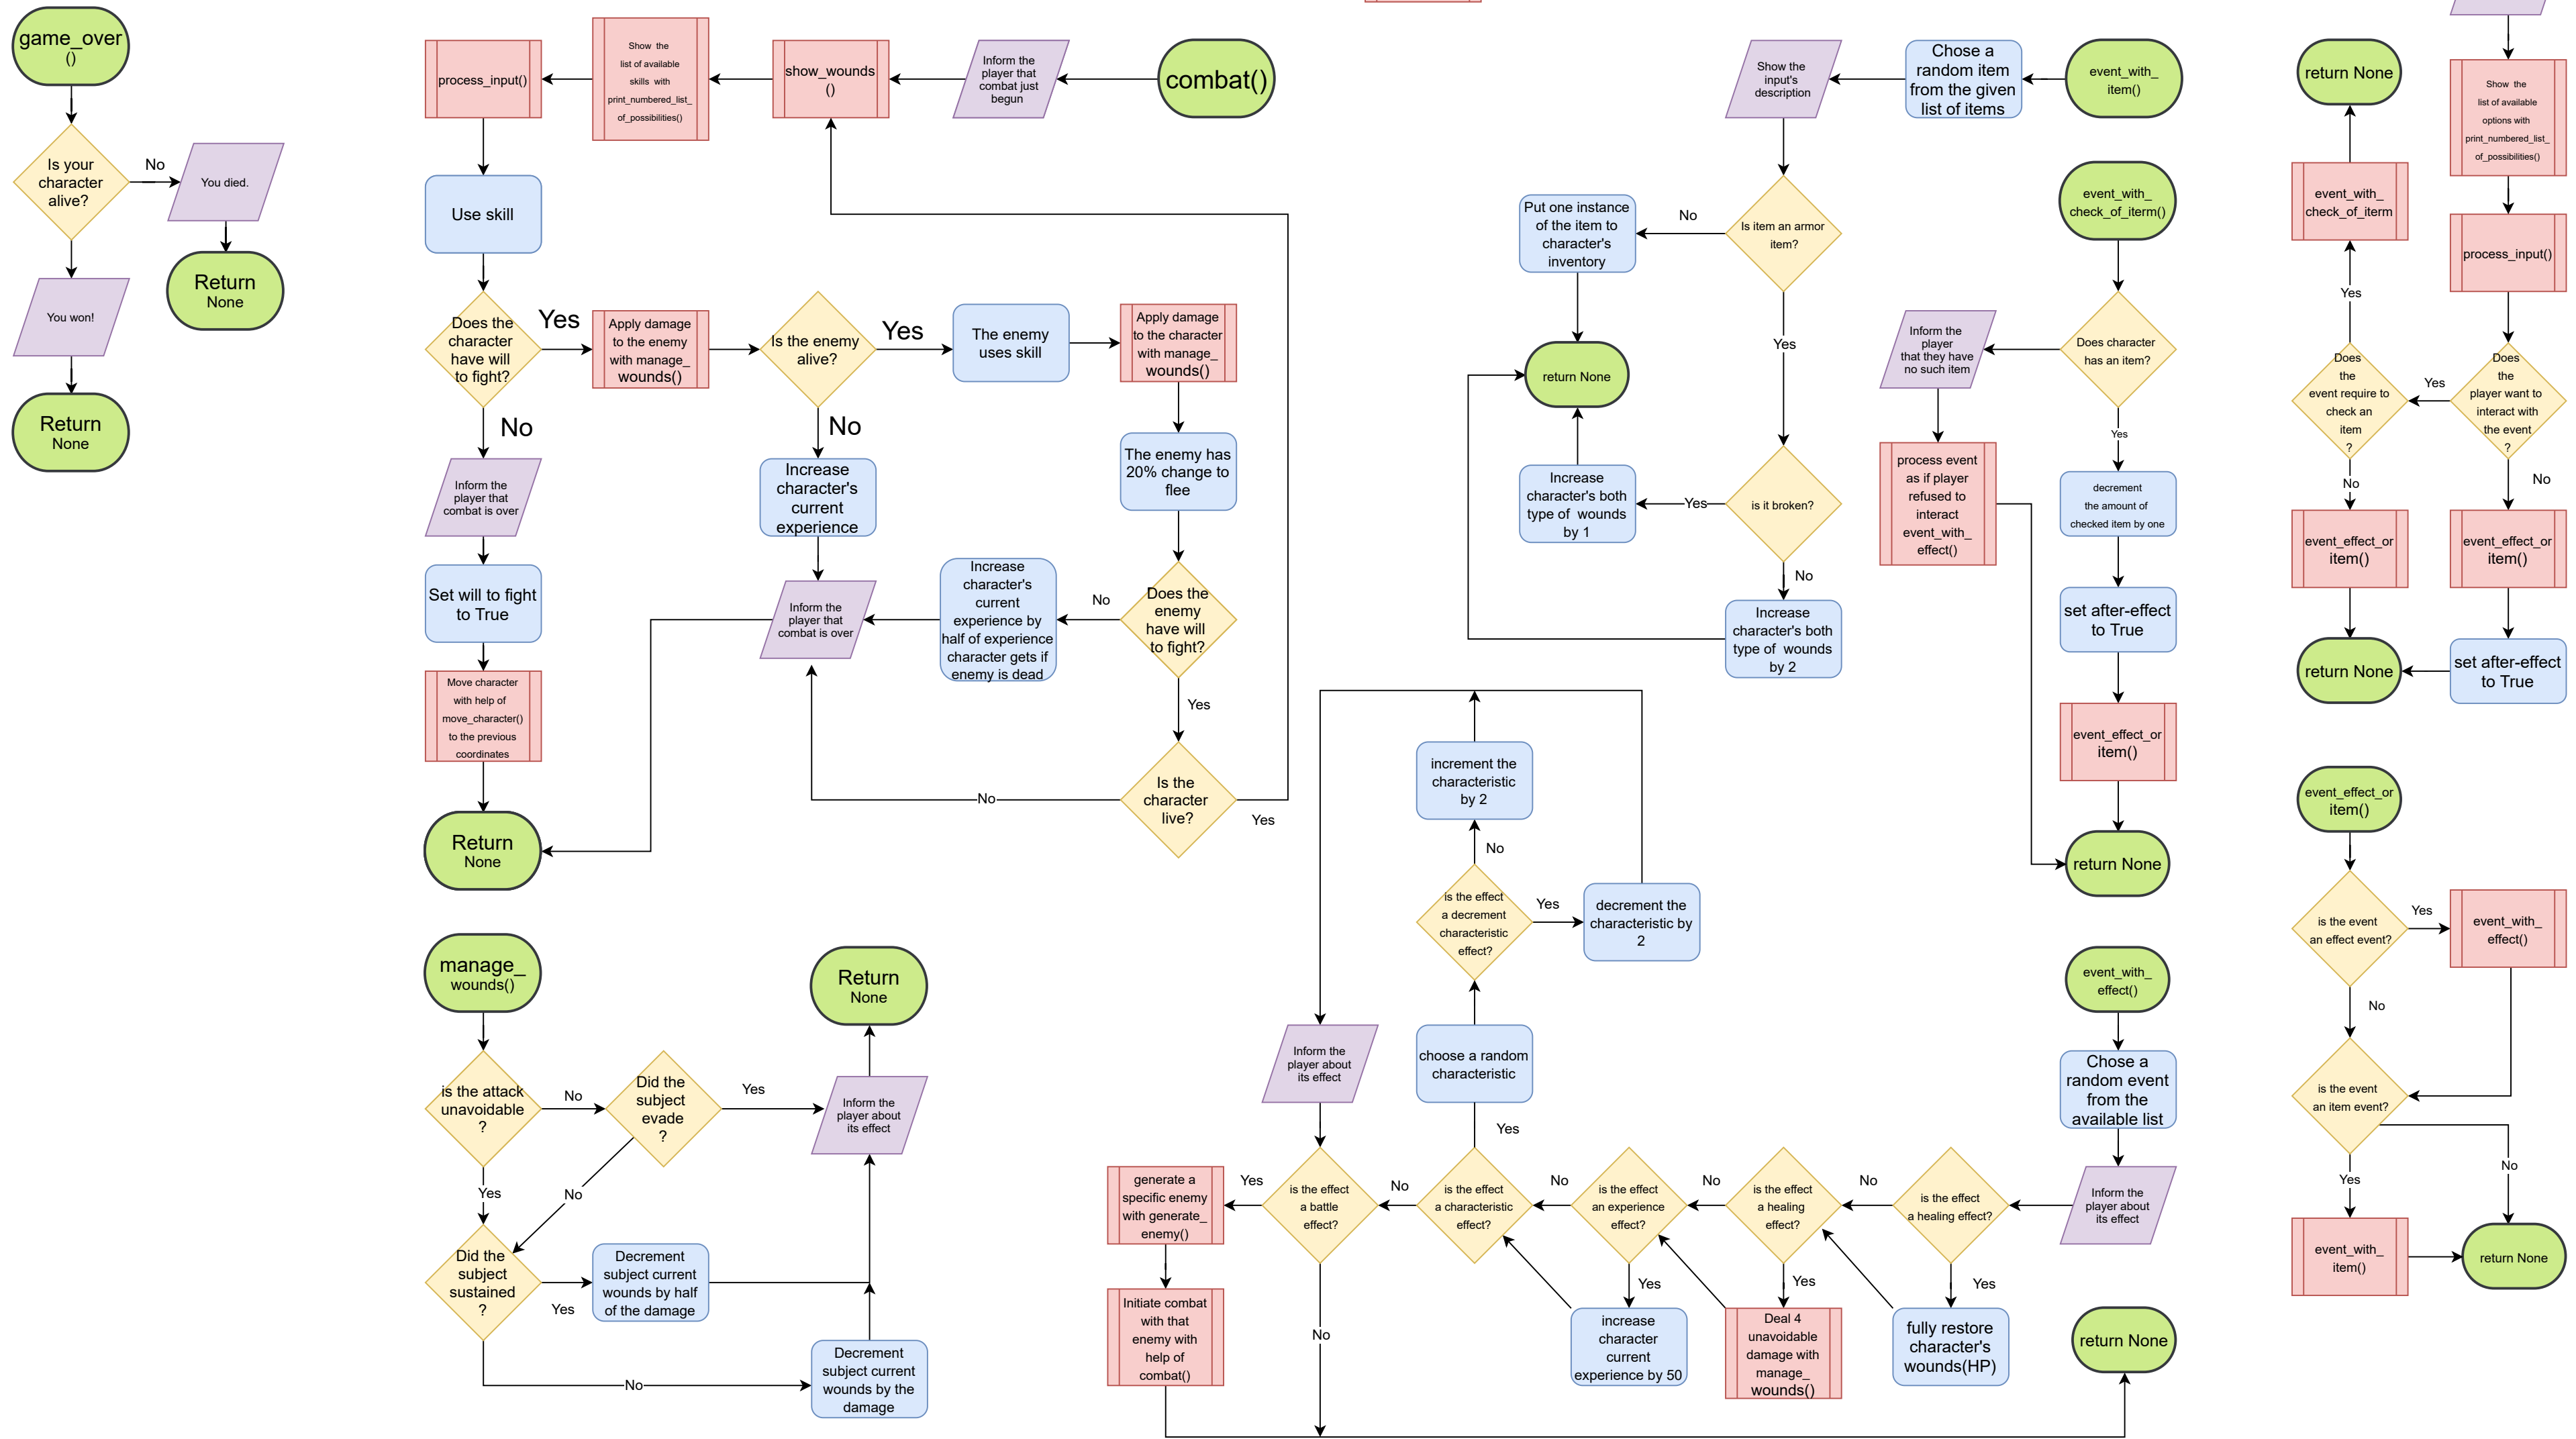 game_over
()
Is your
character
alive?
No
You died.
Return
None
You won!
Return
None
combat()
Inform the
player that
combat just
begun
show_wounds
()
Show the
list of available
skills with
print_numbered_list_
of_possibilities()
process_input()
Use skill
Does the
character
have will
to fight?
Yes
Apply damage
to the enemy
with manage_
wounds()
Is the enemy
alive?
Yes
The enemy
uses skill
Apply damage
to the character
with manage_
wounds()
No
Inform the
player that
combat is over
Set will to fight
to True
Move character
with help of
move_character()
to the previous
coordinates
Return
None
No
Increase
character's
current
experience
Inform the
player that
combat is over
The enemy has
20% change to
flee
Does the
enemy
have will
to fight?
No
Increase
character's
current
experience by
half of experience
character gets if
enemy is dead
Yes
Is the
character
live?
No
Yes
manage_
wounds()
is the attack
unavoidable
?
No
Did the
subject
evade
?
Yes
Inform the
player about
its effect
Return
None
Yes
No
Did the
subject
sustained
?
Yes
Decrement
subject current
wounds by half
of the damage
No
Decrement
subject current
wounds by the
damage
event_with_
item()
Chose a
random item
from the given
list of items
Show the
input's
description
Is item an armor
item?
No
Put one instance
of the item to
character's
inventory
return None
Yes
is it broken?
Yes
Increase
character's both
type of wounds
by 1
No
Increase
character's both
type of wounds
by 2
event_with_
check_of_iterm()
Does character
has an item?
Inform the
player
that they have
no such item
process event
as if player
refused to
interact
event_with_
effect()
Yes
decrement
the amount of
checked item by one
set after-effect
to True
event_effect_or
item()
return None
event_with_
effect()
Chose a
random event
from the
available list
Inform the
player about
its effect
is the effect
a healing effect?
Yes
fully restore
character's
wounds(HP)
No
is the effect
a healing
effect?
Yes
Deal 4
unavoidable
damage with
manage_
wounds()
No
is the effect
an experience
effect?
Yes
increase
character
current
experience by 50
No
is the effect
a characteristic
effect?
Yes
choose a random
characteristic
is the effect
a decrement
characteristic
effect?
Yes
decrement the
characteristic by
2
No
increment the
characteristic
by 2
Inform the
player about
its effect
No
is the effect
a battle
effect?
Yes
generate a
specific enemy
with generate_
enemy()
Initiate combat
with that
enemy with
help of
combat()
No
return None
Show the
list of available
options with
print_numbered_list_
of_possibilities()
process_input()
Does
the
player want to
interact with
the event
?
Yes
Does
the
event require to
check an
item
?
Yes
event_with_
check_of_iterm
return None
No
event_effect_or
item()
return None
No
event_effect_or
item()
set after-effect
to True
event_effect_or
item()
is the event
an effect event?
Yes
event_with_
effect()
No
is the event
an item event?
No
Yes
event_with_
item()
return None